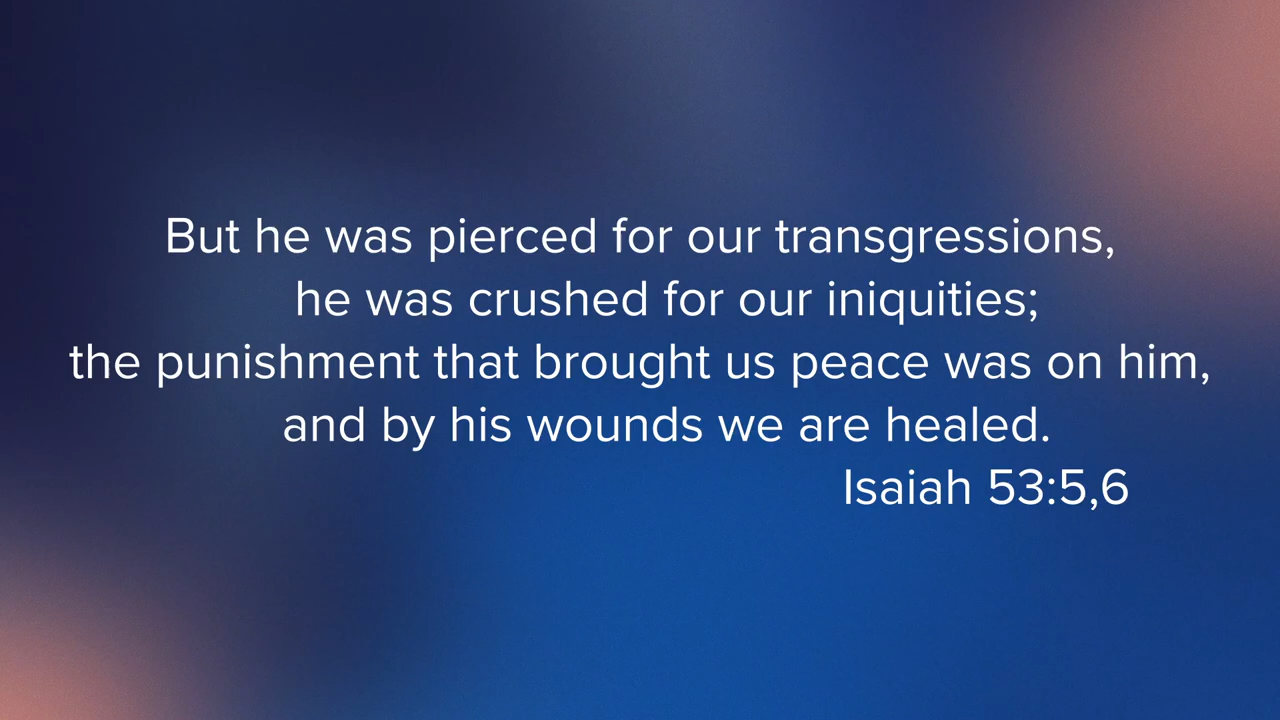 But he was pierced for our transgressions,
he was crushed for our iniquities;
the punishment that brought us peace was on him,
and by his wounds we are healed.
Isaiah 53:5,6